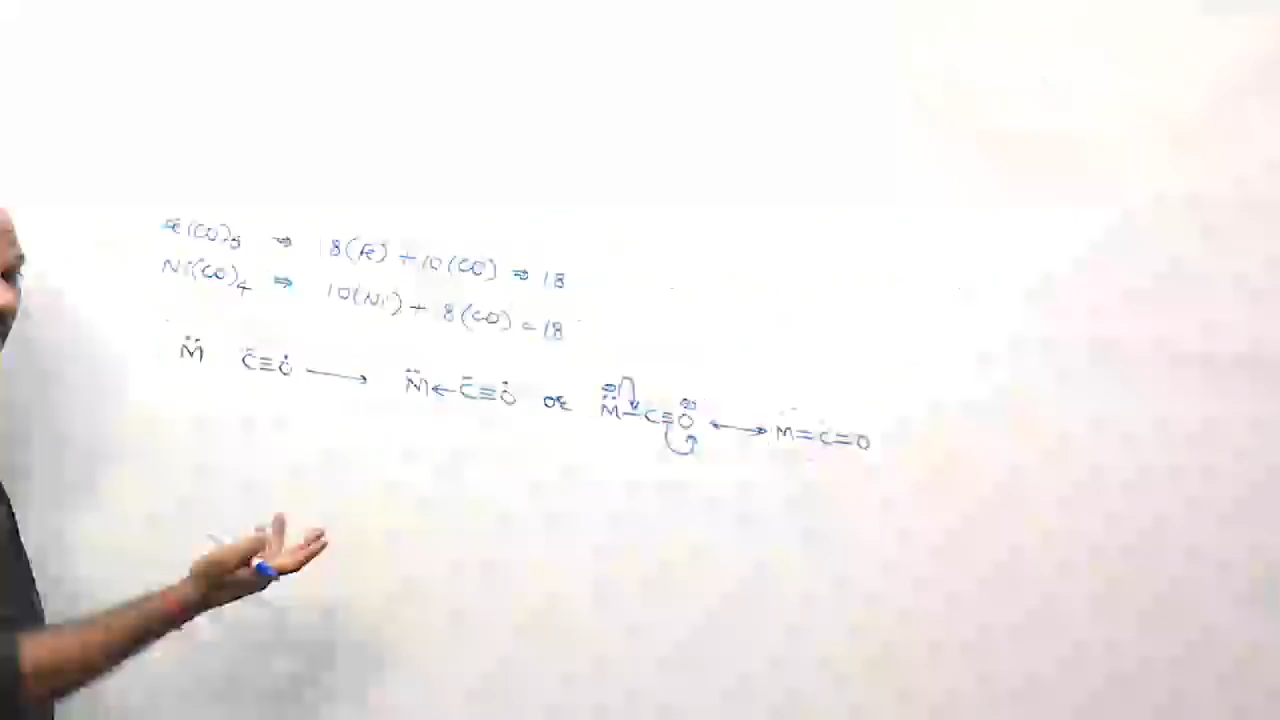 Fe(CO)5 ⇒ 8(Fe) + 10(CO) ⇒ 18
Ni(CO)4 ⇒ 10(Ni) + 8(CO) = 18
M̈ C≡O ⟶ M̈←C≡O or M̈–C≡O ⟷ M=C=O